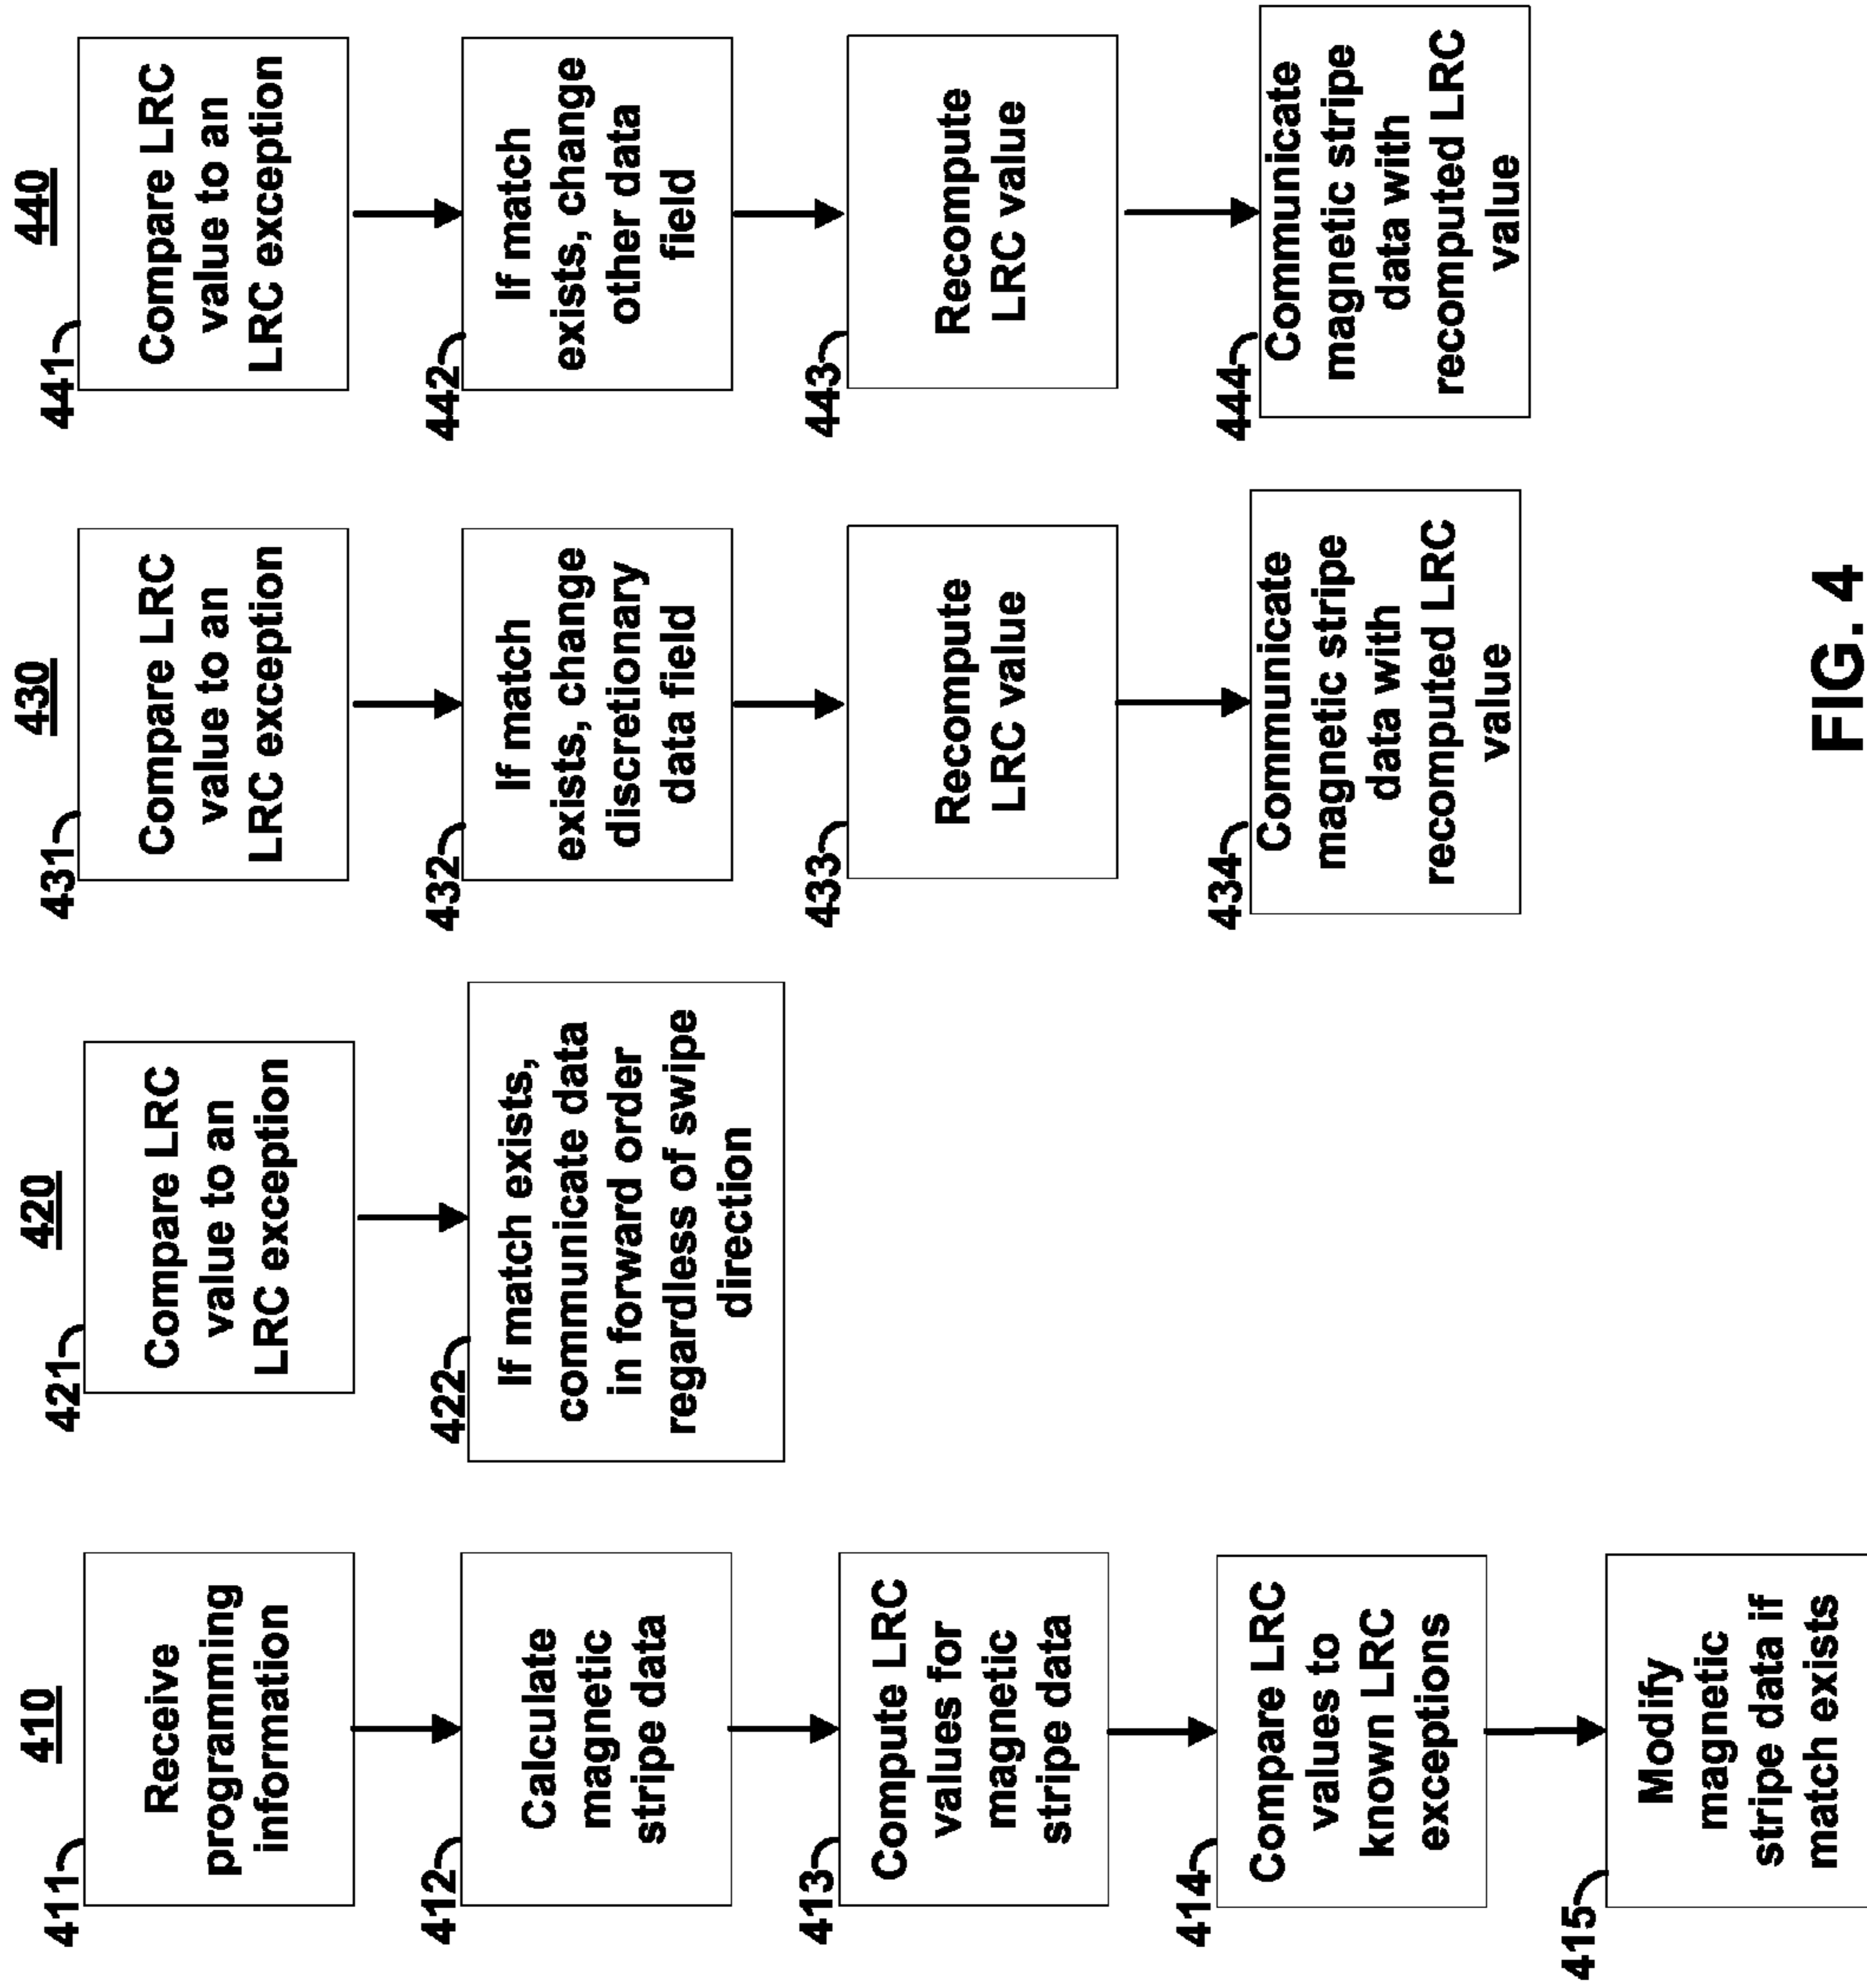 410
411
Receive
programming
information
412
Calculate
magnetic
stripe data
413
Compute LRC
values for
magnetic
stripe data
414
Compare LRC
values to
known LRC
exceptions
415
Modify
magnetic
stripe data if
match exists
420
421
Compare LRC
value to an
LRC exception
422
If match exists,
communicate data
in forward order
regardless of swipe
direction
430
431
Compare LRC
value to an
LRC exception
432
If match
exists, change
discretionary
data field
433
Recompute
LRC value
434
Communicate
magnetic stripe
data with
recomputed LRC
value
440
441
Compare LRC
value to an
LRC exception
442
If match
exists, change
other data
field
443
Recompute
LRC value
444
Communicate
magnetic stripe
data with
recomputed LRC
value
FIG. 4